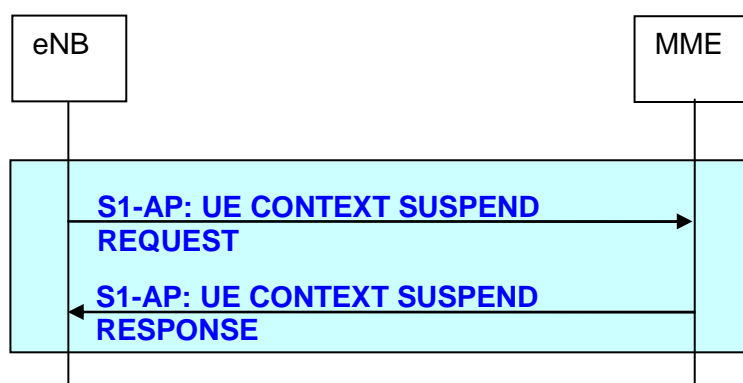 eNB
MME
S1-AP: UE CONTEXT SUSPEND
REQUEST
S1-AP: UE CONTEXT SUSPEND
RESPONSE